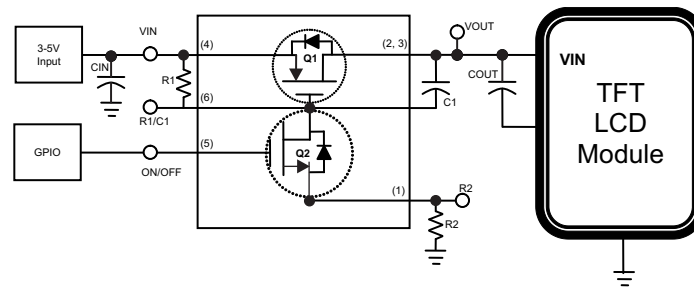 3-5V
Input
VIN
CIN
R1
(4)
Q1
(2, 3)
VOUT
C1
COUT
VIN
TFT
LCD
Module
(6)
R1/C1
GPIO
ON/OFF
(5)
Q2
(1)
R2
R2